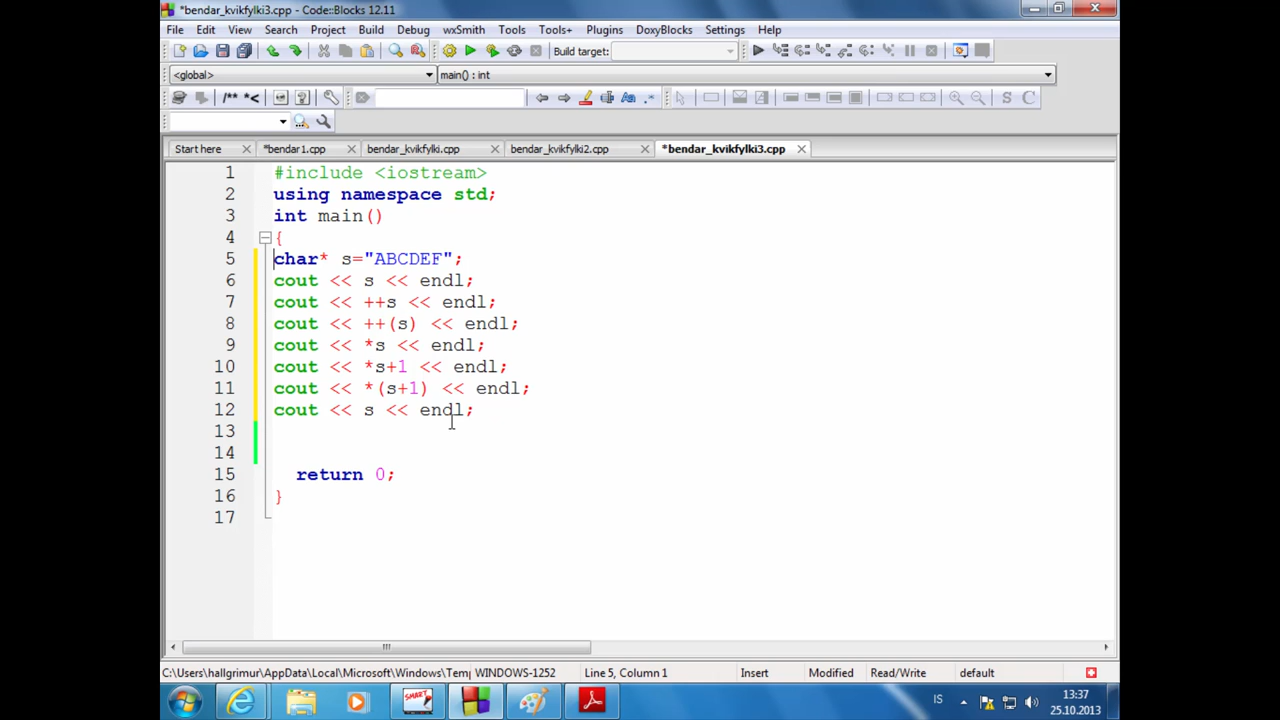 *bendar_kvikfylki3.cpp - Code::Blocks 12.11
File Edit View Search Project Build Debug wxSmith Tools Tools+ Plugins DoxyBlocks Settings Help
Build target:
<global> main() : int
/** *<
Aa .*
S C
Start here *bendar1.cpp bendar_kvikfylki.cpp bendar_kvikfylki2.cpp *bendar_kvikfylki3.cpp
1 #include <iostream>
2 using namespace std;
3 int main()
4 {
5 char* s="ABCDEF";
6 cout << s << endl;
7 cout << ++s << endl;
8 cout << ++(s) << endl;
9 cout << *s << endl;
10 cout << *s+1 << endl;
11 cout << *(s+1) << endl;
12 cout << s << endl;
13
14
15 return 0;
16 }
17
C:\Users\hallgrimur\AppData\Local\Microsoft\Windows\Temp WINDOWS-1252 Line 5, Column 1 Insert Modified Read/Write default
SMART IS 13:37
25.10.2013